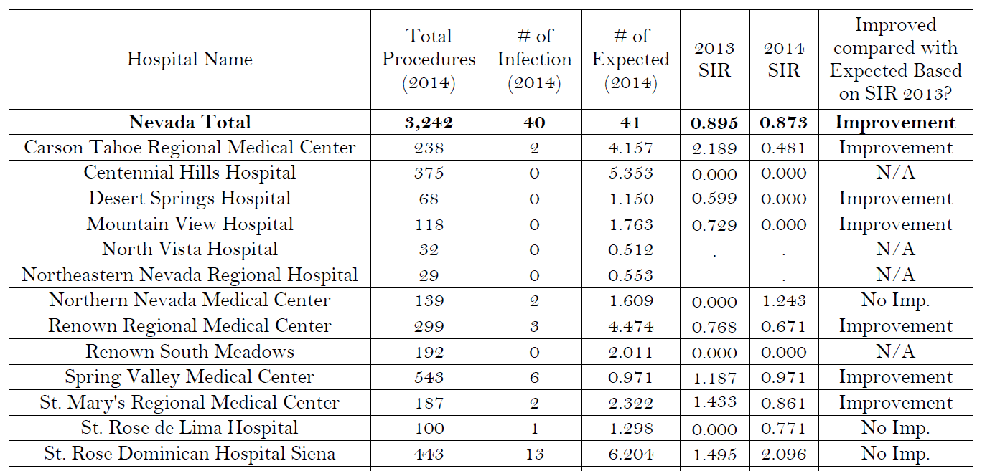 Hospital Name | Total Procedures (2014) | # of Infection (2014) | # of Expected (2014) | 2013 SIR | 2014 SIR | Improved compared with Expected Based on SIR 2013?
Nevada Total | 3,242 | 40 | 41 | 0.895 | 0.873 | Improvement
Carson Tahoe Regional Medical Center | 238 | 2 | 4.157 | 2.189 | 0.481 | Improvement
Centennial Hills Hospital | 375 | 0 | 5.353 | 0.000 | 0.000 | N/A
Desert Springs Hospital | 68 | 0 | 1.150 | 0.599 | 0.000 | Improvement
Mountain View Hospital | 118 | 0 | 1.763 | 0.729 | 0.000 | Improvement
North Vista Hospital | 32 | 0 | 0.512 | . | . | N/A
Northeastern Nevada Regional Hospital | 29 | 0 | 0.553 | | . | N/A
Northern Nevada Medical Center | 139 | 2 | 1.609 | 0.000 | 1.243 | No Imp.
Renown Regional Medical Center | 299 | 3 | 4.474 | 0.768 | 0.671 | Improvement
Renown South Meadows | 192 | 0 | 2.011 | 0.000 | 0.000 | N/A
Spring Valley Medical Center | 543 | 6 | 0.971 | 1.187 | 0.971 | Improvement
St. Mary's Regional Medical Center | 187 | 2 | 2.322 | 1.433 | 0.861 | Improvement
St. Rose de Lima Hospital | 100 | 1 | 1.298 | 0.000 | 0.771 | No Imp.
St. Rose Dominican Hospital Siena | 443 | 13 | 6.204 | 1.495 | 2.096 | No Imp.